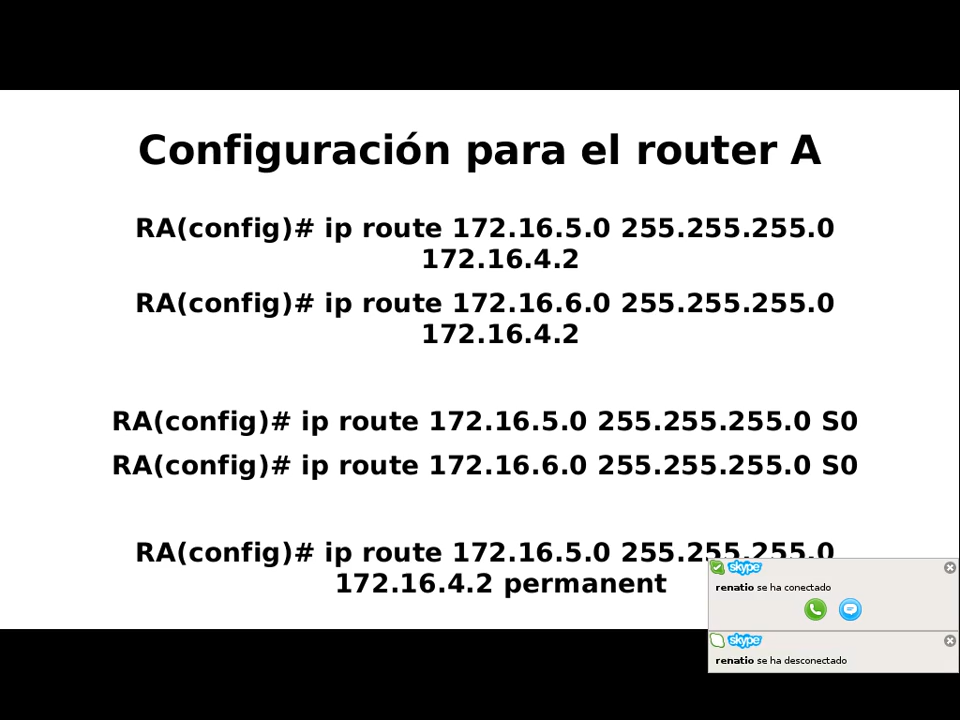 Configuración para el router A
RA(config)# ip route 172.16.5.0 255.255.255.0
172.16.4.2
RA(config)# ip route 172.16.6.0 255.255.255.0
172.16.4.2
RA(config)# ip route 172.16.5.0 255.255.255.0 S0
RA(config)# ip route 172.16.6.0 255.255.255.0 S0
RA(config)# ip route 172.16.5.0 255.255.255.0
172.16.4.2 permanent
skype
renatio se ha conectado
skype
renatio se ha desconectado